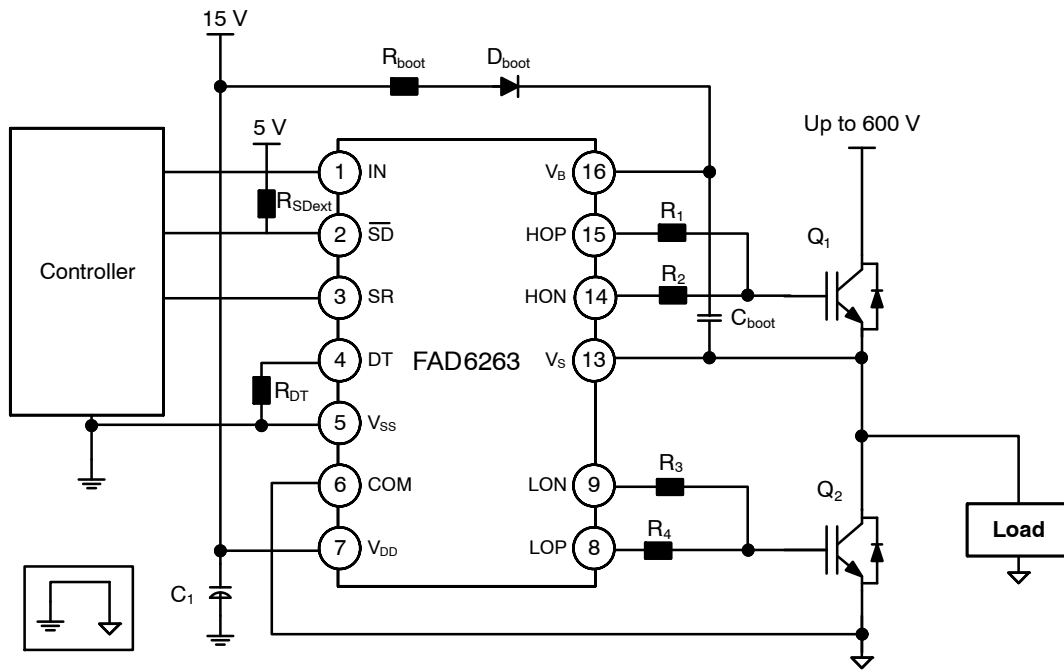 15 V
R_boot
D_boot
5 V
Up to 600 V
1
IN
V_B
16
R_SDext
R₁
2
S̅D̅
HOP
15
Q₁
Controller
R₂
3
SR
HON
14
C_boot
4
DT
FAD6263
V_S
13
R_DT
5
V_SS
R₃
6
COM
LON
9
Q₂
R₄
Load
7
V_DD
LOP
8
C₁